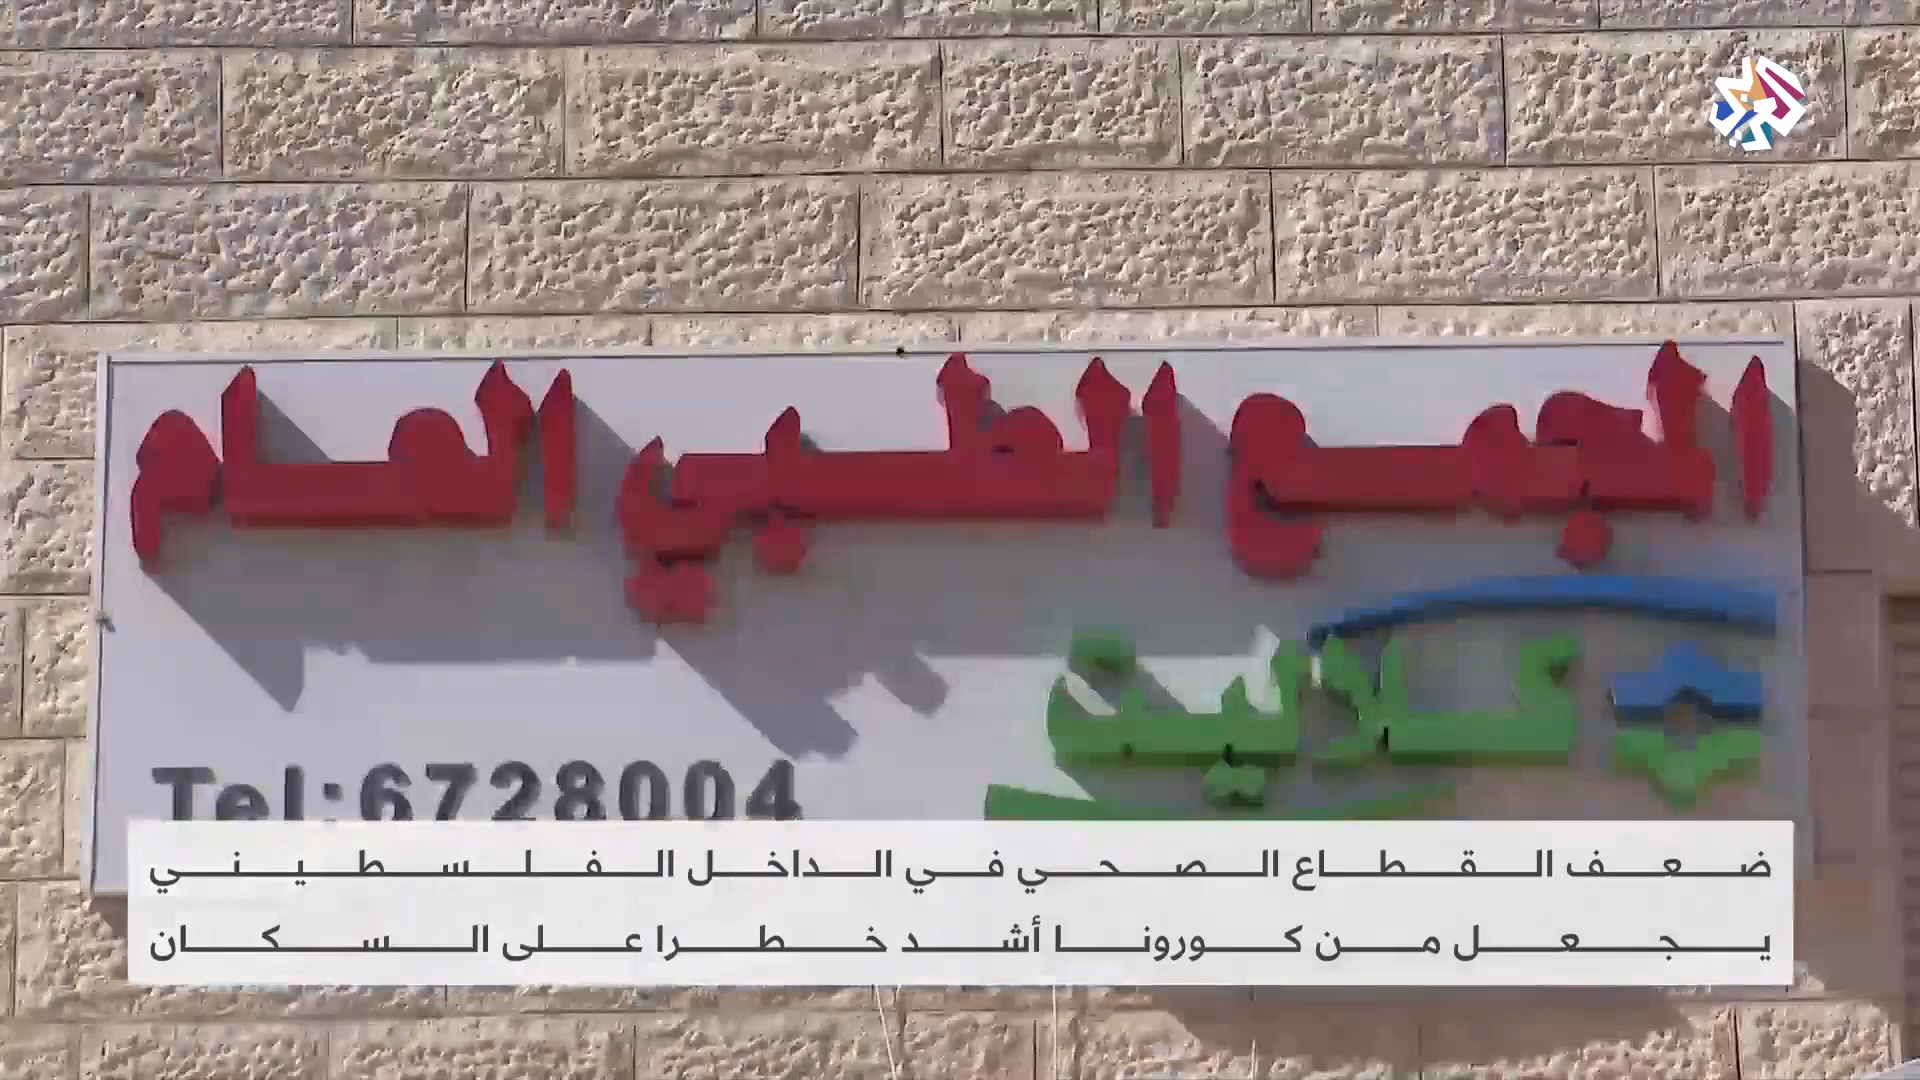 المجمع الطبي العام
كلاليت
Tel:6728004
ضعف القطاع الصحي في الداخل الفلسطيني
يجعل من كورونا أشد خطرا على السكان